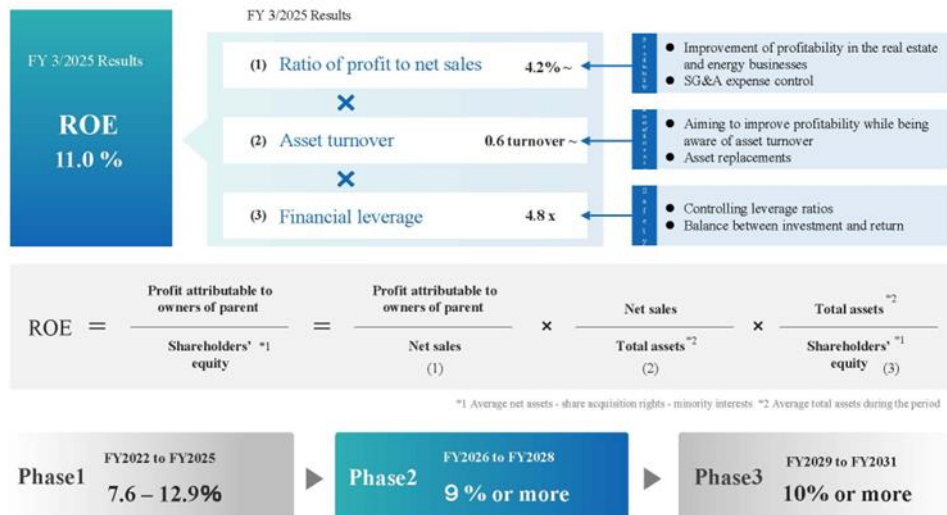 FY 3/2025 Results
FY 3/2025 Results
ROE
11.0 %
(1) Ratio of profit to net sales 4.2% ~
×
(2) Asset turnover 0.6 turnover ~
×
(3) Financial leverage 4.8 x
● Improvement of profitability in the real estate
and energy businesses
● SG&A expense control
● Aiming to improve profitability while being
aware of asset turnover
● Asset replacements
Safety
● Controlling leverage ratios
● Balance between investment and return
ROE = Profit attributable to
owners of parent
Shareholders' *1
equity
= Profit attributable to
owners of parent
Net sales
(1)
× Net sales
Total assets *2
(2)
× Total assets *2
Shareholders' *1
equity (3)
*1 Average net assets - share acquisition rights - minority interests *2 Average total assets during the period
Phase1
FY2022 to FY2025
7.6 – 12.9%
Phase2
FY2026 to FY2028
9 % or more
Phase3
FY2029 to FY2031
10% or more